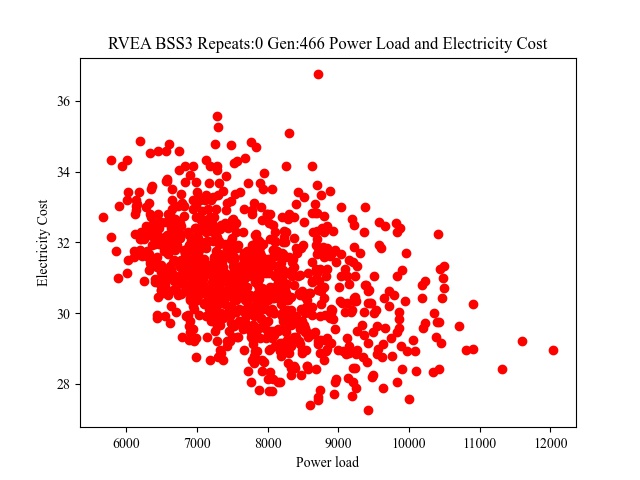 RVEA BSS3 Repeats:0 Gen:466 Power Load and Electricity Cost
36
34
32
30
28
Electricity Cost
6000 7000 8000 9000 10000 11000 12000
Power load